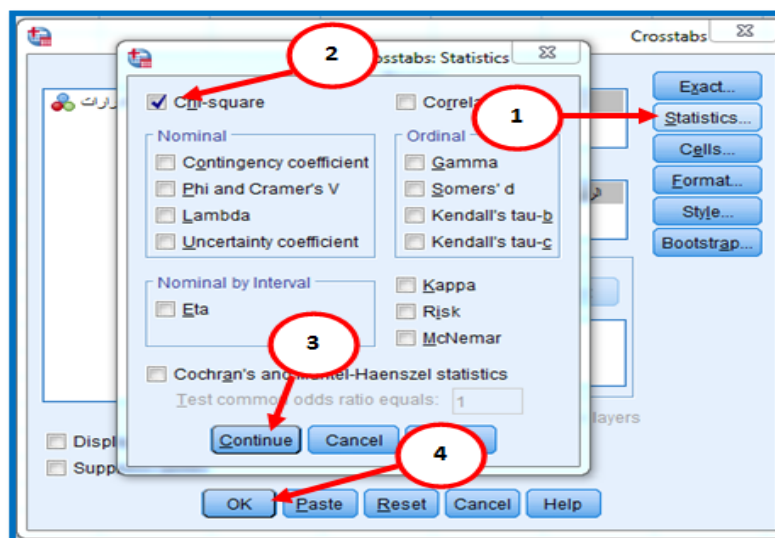 Crosstabs
2
osstabs: Statistics
Chi-square
Correla
1
Exact...
Statistics...
Cells...
Format...
Style...
Bootstrap...
Nominal
Contingency coefficient
Phi and Cramer's V
Lambda
Uncertainty coefficient
Ordinal
Gamma
Somers' d
Kendall's tau-b
Kendall's tau-c
Nominal by Interval
Eta
Kappa
Risk
McNemar
3
Cochran's and Mantel-Haenszel statistics
Test common odds ratio equals: 1
layers
Continue
Cancel
Displ
4
Supp
OK
Paste
Reset
Cancel
Help